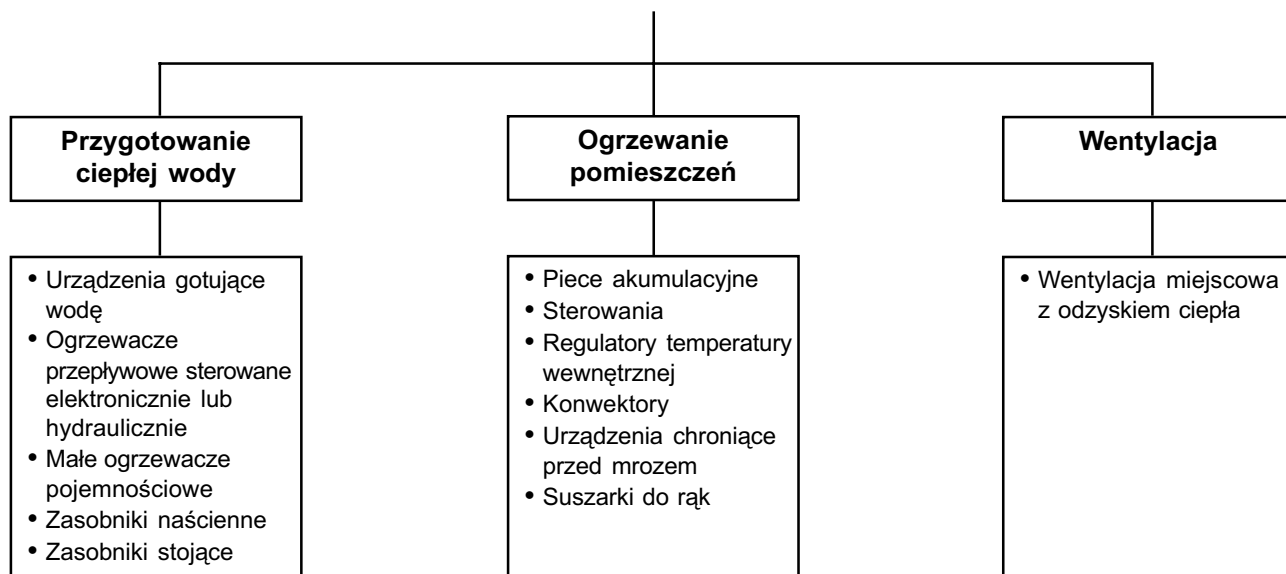 Przygotowanie
ciepłej wody
• Urządzenia gotujące
wodę
• Ogrzewacze
przepływowe sterowane
elektronicznie lub
hydraulicznie
• Małe ogrzewacze
pojemnościowe
• Zasobniki naścienne
• Zasobniki stojące
Ogrzewanie
pomieszczeń
• Piece akumulacyjne
• Sterowania
• Regulatory temperatury
wewnętrznej
• Konwektory
• Urządzenia chroniące
przed mrozem
• Suszarki do rąk
Wentylacja
• Wentylacja miejscowa
z odzyskiem ciepła